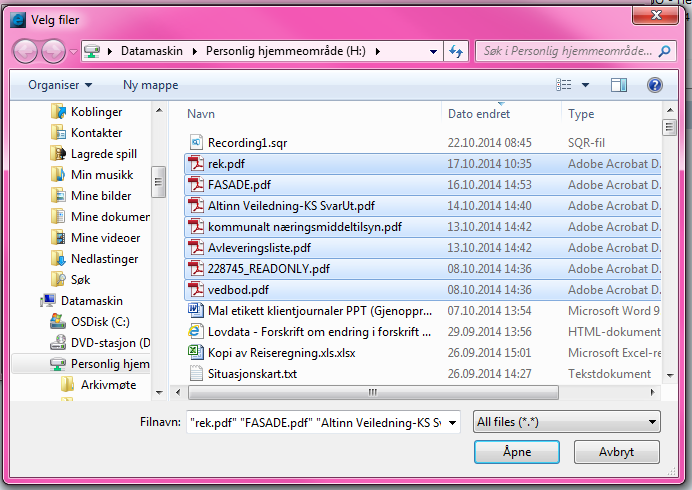 Velg filer
Datamaskin Personlig hjemmeområde (H:)
Søk i Personlig hjemmeområde...
Organiser Ny mappe
Koblinger
Kontakter
Lagrede spill
Min musikk
Mine bilder
Mine dokumen
Mine videoer
Nedlastinger
Søk
Datamaskin
OSDisk (C:)
DVD-stasjon (D
Personlig hjem
Arkivmøte
Navn Dato endret Type
Recording1.sqr 22.10.2014 08:45 SQR-fil
rek.pdf 17.10.2014 10:35 Adobe Acrobat D.
FASADE.pdf 16.10.2014 14:53 Adobe Acrobat D.
Altinn Veiledning-KS SvarUt.pdf 14.10.2014 14:40 Adobe Acrobat D.
kommunalt næringsmiddeltilsyn.pdf 13.10.2014 14:42 Adobe Acrobat D.
Avleveringsliste.pdf 13.10.2014 14:42 Adobe Acrobat D.
228745_READONLY.pdf 08.10.2014 14:36 Adobe Acrobat D.
vedbod.pdf 08.10.2014 14:36 Adobe Acrobat D.
Mal etikett klientjournaler PPT (Gjenoppr... 07.10.2014 13:54 Microsoft Word 9
Lovdata - Forskrift om endring i forskrift ... 29.09.2014 13:56 HTML-dokument
Kopi av Reiseregning.xls.xlsx 26.09.2014 15:01 Microsoft Excel-re
Situasjonskart.txt 26.09.2014 14:27 Tekstdokument
Filnavn: "rek.pdf" "FASADE.pdf" "Altinn Veiledning-KS Sv All files (*.*)
Åpne Avbryt